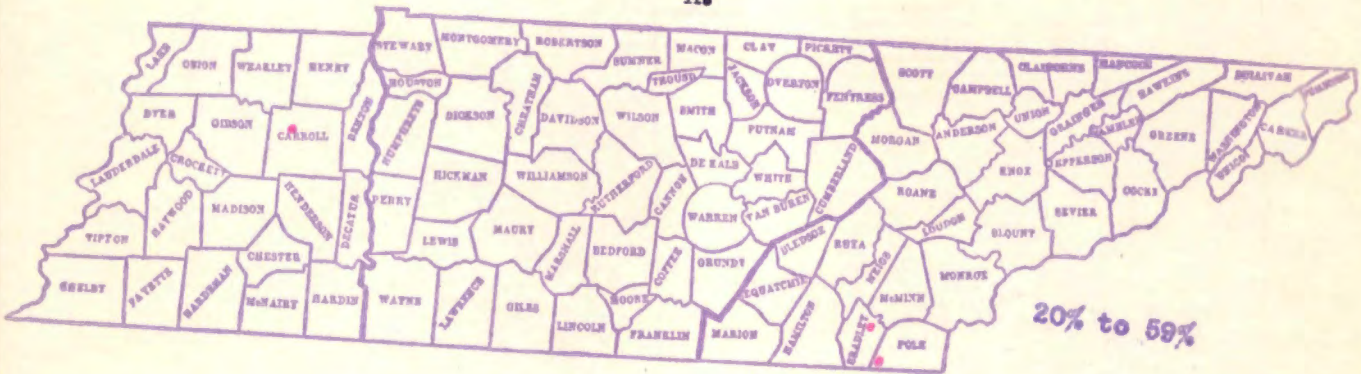 STEWART MONTGOMERY ROBERTSON SUMNER MACON CLAY PICKETT
LAKE OBION WEAKLEY HENRY HOUSTON TROUSD SCOTT CAMPBELL CLAIBORNE HANCOCK HAWKINS SULLIVAN JOHNSON
DYER GIBSON CARROLL BENTON HUMPHREYS DICKSON CHEATHAM DAVIDSON WILSON SMITH JACKSON OVERTON FENTRESS
PUTNAM MORGAN ANDERSON UNION GRAINGER HAMBLEN GREENE WASHINGTON CARTER UNICOI
LAUDERDALE CROCKETT HAYWOOD MADISON HENDERSON DECATUR PERRY HICKMAN WILLIAMSON RUTHERFORD CANNON DE KALB WHITE CUMBERLAND ROANE KNOX JEFFERSON COCKE
TIPTON CHESTER LEWIS MAURY MARSHALL BEDFORD COFFEE WARREN VAN BUREN BLEDSOE RHEA LOUDON BLOUNT SEVIER
SHELBY FAYETTE HARDEMAN McNAIRY HARDIN WAYNE LAWRENCE GILES LINCOLN MOORE FRANKLIN GRUNDY SEQUATCHIE MARION HAMILTON MEIGS McMINN MONROE
BRADLEY POLK
20% to 59%